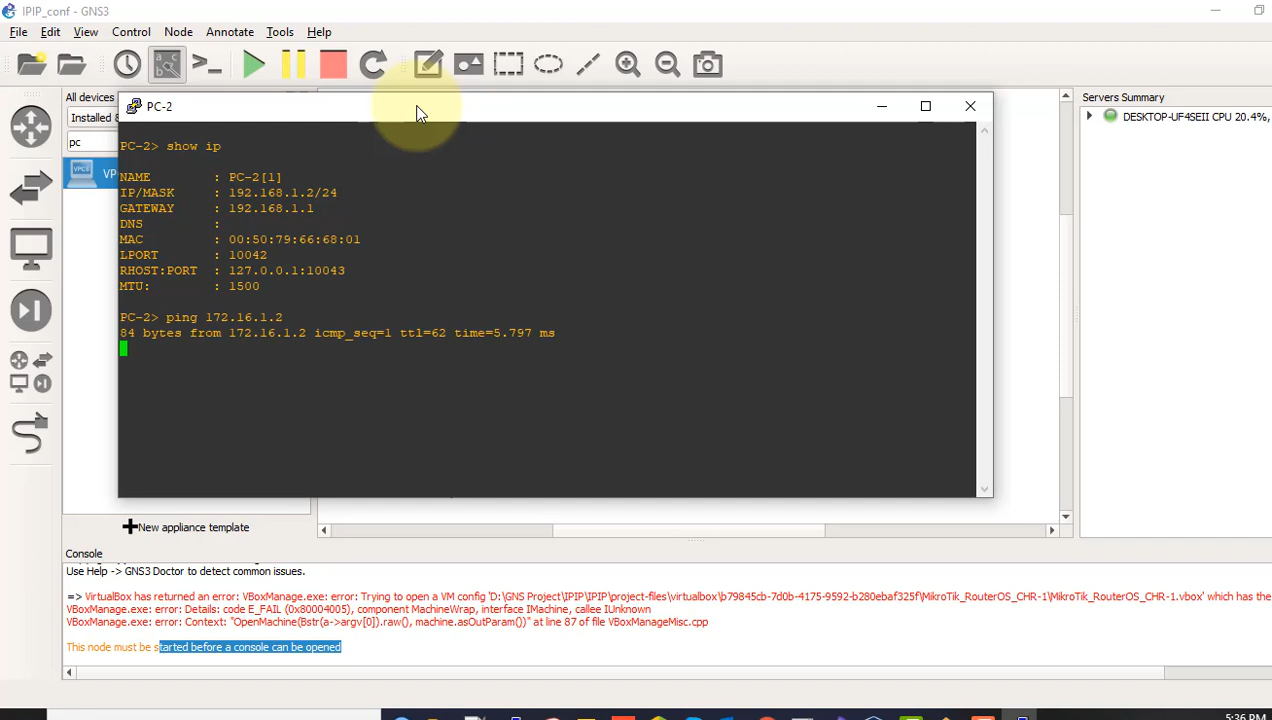 IPIP_conf - GNS3
File Edit View Control Node Annotate Tools Help
All devices
Installed &
pc
VP
PC-2
PC-2> show ip
NAME : PC-2[1]
IP/MASK : 192.168.1.2/24
GATEWAY : 192.168.1.1
DNS :
MAC : 00:50:79:66:68:01
LPORT : 10042
RHOST:PORT : 127.0.0.1:10043
MTU: : 1500
PC-2> ping 172.16.1.2
84 bytes from 172.16.1.2 icmp_seq=1 ttl=62 time=5.797 ms
Servers Summary
DESKTOP-UF4SEII CPU 20.4%,
New appliance template
Console
Use Help -> GNS3 Doctor to detect common issues.
=> VirtualBox has returned an error: VBoxManage.exe: error: Trying to open a VM config 'D:\GNS Project\IPIP\IPIP\project-files\virtualbox\b79845cb-7d0b-4175-9592-b280ebaf325f\MikroTik_RouterOS_CHR-1\MikroTik_RouterOS_CHR-1.vbox' which has the
VBoxManage.exe: error: Details: code E_FAIL (0x80004005), component MachineWrap, interface IMachine, callee IUnknown
VBoxManage.exe: error: Context: "OpenMachine(Bstr(a->argv[0]).raw(), machine.asOutParam())" at line 87 of file VBoxManageMisc.cpp
This node must be started before a console can be opened
5:36 PM